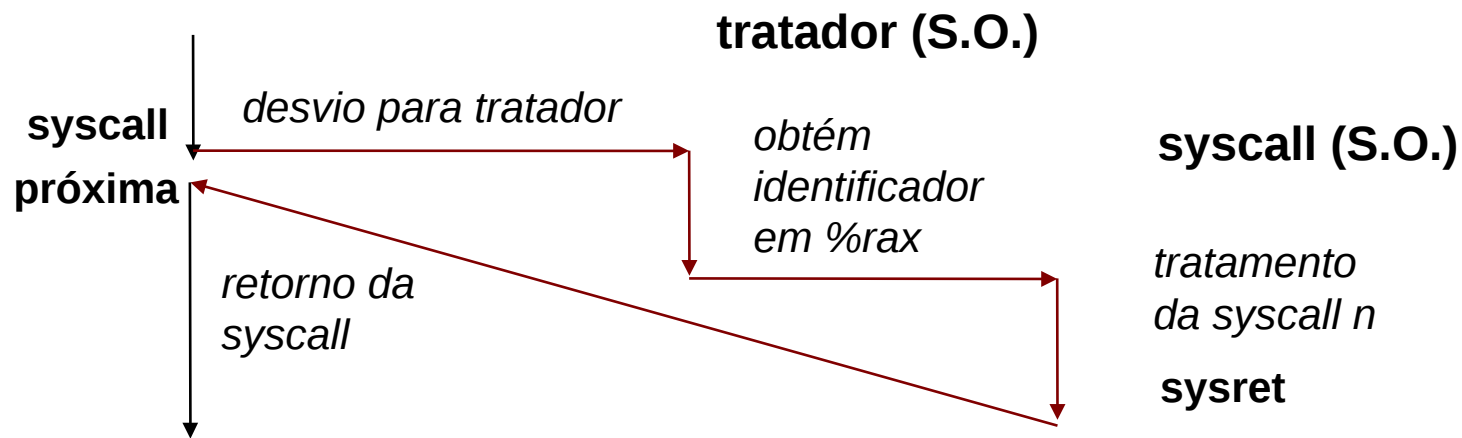 tratador (S.O.)
desvio para tratador
syscall
próxima
obtém
identificador
em %rax
syscall (S.O.)
retorno da
syscall
tratamento
da syscall n
sysret